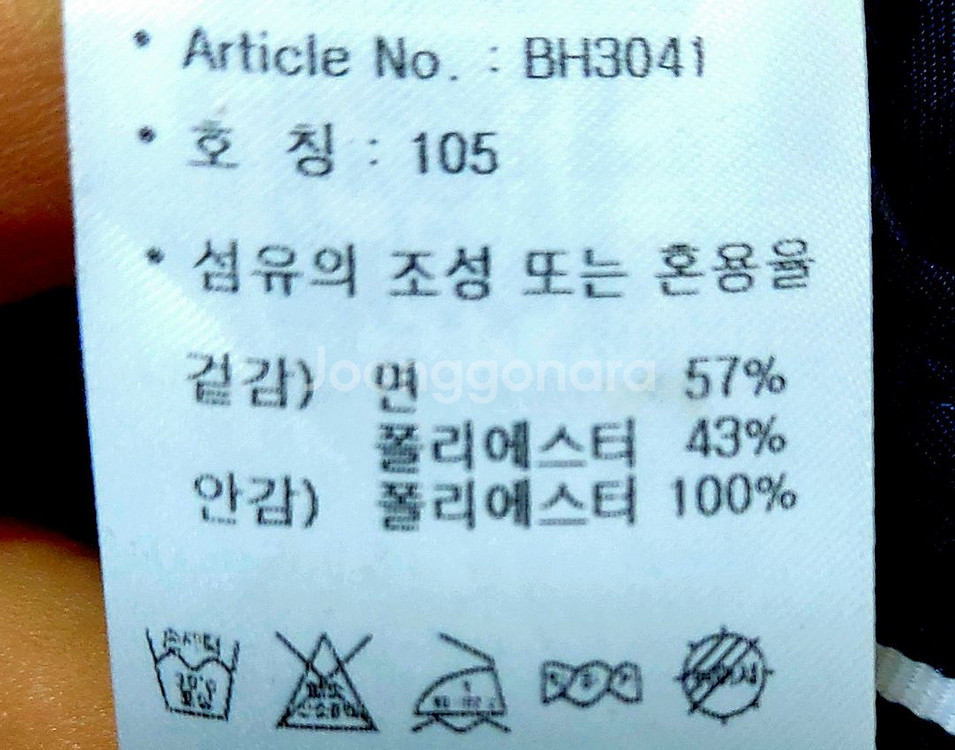 • Article No. : BH3041
• 호 칭 : 105
• 섬유의 조성 또는 혼용율
겉감) 면 57%
폴리에스터 43%
안감) 폴리에스터 100%
Joonggonara